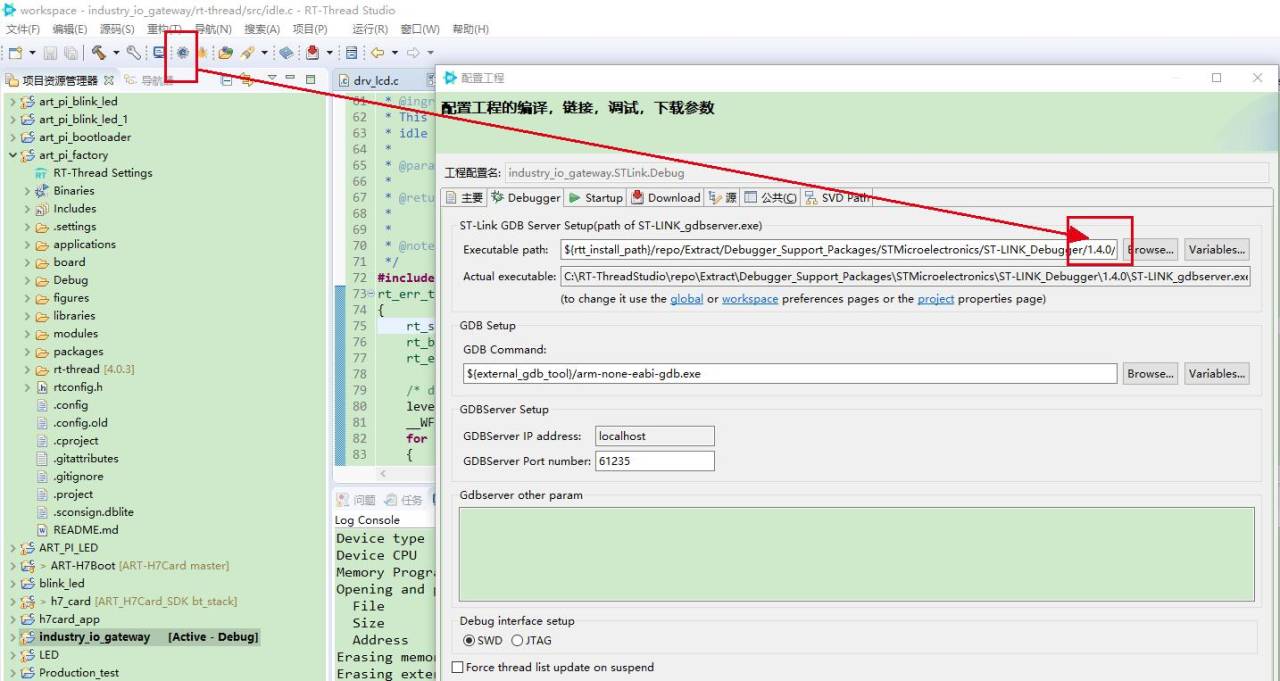 workspace - industry_io_gateway/rt-thread/src/idle.c - RT-Thread Studio
文件(F) 编辑(E) 源码(S) 重构(T) 导航(N) 搜索(A) 项目(P) 运行(R) 窗口(W) 帮助(H)
项目资源管理器
art_pi_blink_led
art_pi_blink_led_1
art_pi_bootloader
art_pi_factory
RT-Thread Settings
Binaries
Includes
.settings
applications
board
Debug
figures
libraries
modules
packages
rt-thread [4.0.3]
rtconfig.h
.config
.config.old
.cproject
.gitattributes
.gitignore
.project
.sconsign.dblite
README.md
ART_PI_LED
> ART-H7Boot [ART-H7Card master]
blink_led
> h7_card [ART_H7Card_SDK bt_stack]
h7card_app
industry_io_gateway [Active - Debug]
LED
Production_test
drv_lcd.c
61 * @ingr
62 * This
63 * idle
64 *
65 * @para
66 *
67 * @retu
68 *
69 *
70 * @note
71 */
72 #include
73 rt_err_t
74 {
75 rt_s
76 rt_b
77 rt_e
78
79 /* d
80 leve
81 __WF
82 for
83 {
问题 任务
Log Console
Device type
Device CPU
Memory Progra
Opening and
File
Size
Address
Erasing memo
Erasing exte
配置工程
配置工程的编译，链接，调试，下载参数
工程配置名: industry_io_gateway.STLink.Debug
主要 Debugger Startup Download 源 公共(C) SVD Path
ST-Link GDB Server Setup(path of ST-LINK_gdbserver.exe)
Executable path: ${rtt_install_path}/repo/Extract/Debugger_Support_Packages/STMicroelectronics/ST-LINK_Debugger/1.4.0/ Browse... Variables...
Actual executable: C:\RT-ThreadStudio\repo\Extract\Debugger_Support_Packages\STMicroelectronics\ST-LINK_Debugger\1.4.0\ST-LINK_gdbserver.exe
(to change it use the global or workspace preferences pages or the project properties page)
GDB Setup
GDB Command:
${external_gdb_tool}/arm-none-eabi-gdb.exe Browse... Variables...
GDBServer Setup
GDBServer IP address: localhost
GDBServer Port number: 61235
Gdbserver other param
Debug interface setup
SWD JTAG
Force thread list update on suspend